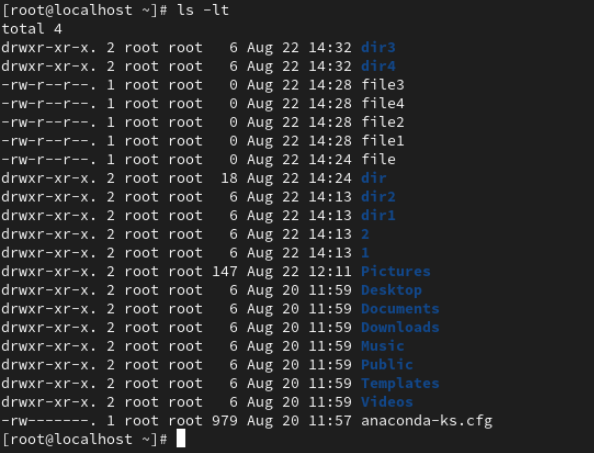 [root@localhost ~]# ls -lt
total 4
drwxr-xr-x. 2 root root   6 Aug 22 14:32 dir3
drwxr-xr-x. 2 root root   6 Aug 22 14:32 dir4
-rw-r--r--. 1 root root   0 Aug 22 14:28 file3
-rw-r--r--. 1 root root   0 Aug 22 14:28 file4
-rw-r--r--. 1 root root   0 Aug 22 14:28 file2
-rw-r--r--. 1 root root   0 Aug 22 14:28 file1
-rw-r--r--. 1 root root   0 Aug 22 14:24 file
drwxr-xr-x. 2 root root  18 Aug 22 14:24 dir
drwxr-xr-x. 2 root root   6 Aug 22 14:13 dir2
drwxr-xr-x. 2 root root   6 Aug 22 14:13 dir1
drwxr-xr-x. 2 root root   6 Aug 22 14:13 2
drwxr-xr-x. 2 root root   6 Aug 22 14:13 1
drwxr-xr-x. 2 root root 147 Aug 22 12:11 Pictures
drwxr-xr-x. 2 root root   6 Aug 20 11:59 Desktop
drwxr-xr-x. 2 root root   6 Aug 20 11:59 Documents
drwxr-xr-x. 2 root root   6 Aug 20 11:59 Downloads
drwxr-xr-x. 2 root root   6 Aug 20 11:59 Music
drwxr-xr-x. 2 root root   6 Aug 20 11:59 Public
drwxr-xr-x. 2 root root   6 Aug 20 11:59 Templates
drwxr-xr-x. 2 root root   6 Aug 20 11:59 Videos
-rw-------. 1 root root 979 Aug 20 11:57 anaconda-ks.cfg
[root@localhost ~]#